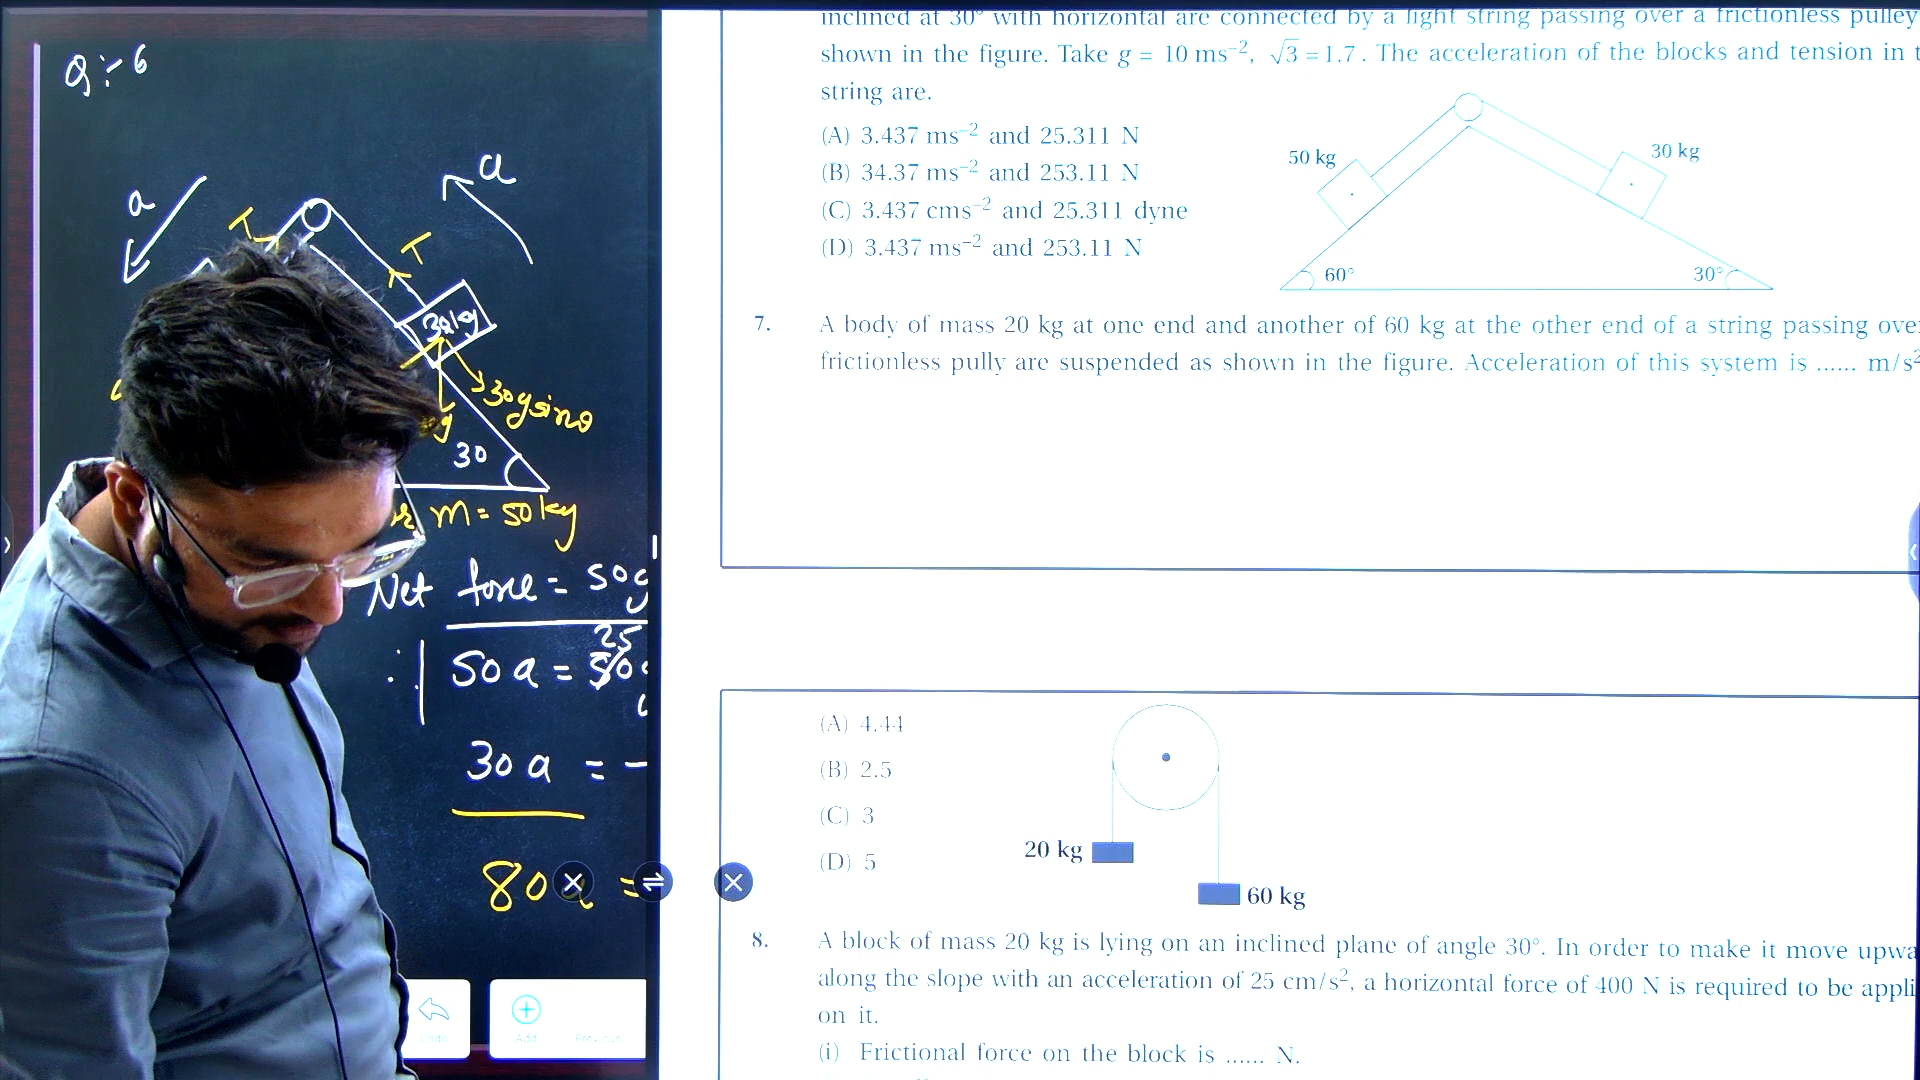 Q:- 6
a
a
T
T
30kg
30gsinθ
30
m = 50kg
Net force = 50g
25
50 a = 50
30 a = -
80 a =
Undo
Add
inclined at 30° with horizontal are connected by a light string passing over a frictionless pulley
shown in the figure. Take g = 10 ms⁻², √3 = 1.7. The acceleration of the blocks and tension in t
string are.
(A) 3.437 ms⁻² and 25.311 N
(B) 34.37 ms⁻² and 253.11 N
(C) 3.437 cms⁻² and 25.311 dyne
(D) 3.437 ms⁻² and 253.11 N
50 kg
30 kg
60°
30°
7. A body of mass 20 kg at one end and another of 60 kg at the other end of a string passing over
frictionless pully are suspended as shown in the figure. Acceleration of this system is ...... m/s²
(A) 4.44
(B) 2.5
(C) 3
(D) 5
20 kg
60 kg
8. A block of mass 20 kg is lying on an inclined plane of angle 30°. In order to make it move upwa
along the slope with an acceleration of 25 cm/s², a horizontal force of 400 N is required to be appli
on it.
(i) Frictional force on the block is ...... N.